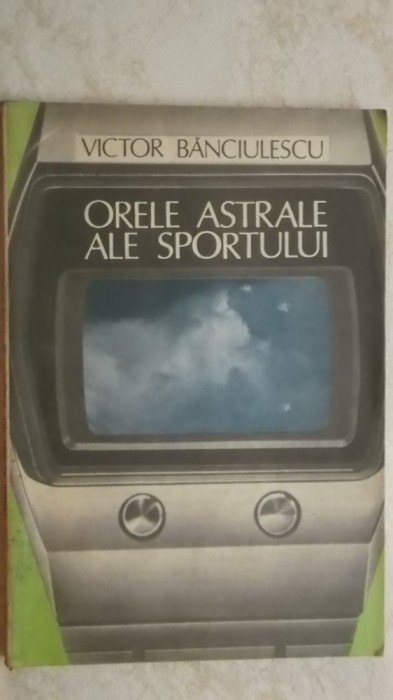 VICTOR BĂNCIULESCU
ORELE ASTRALE
ALE SPORTULUI